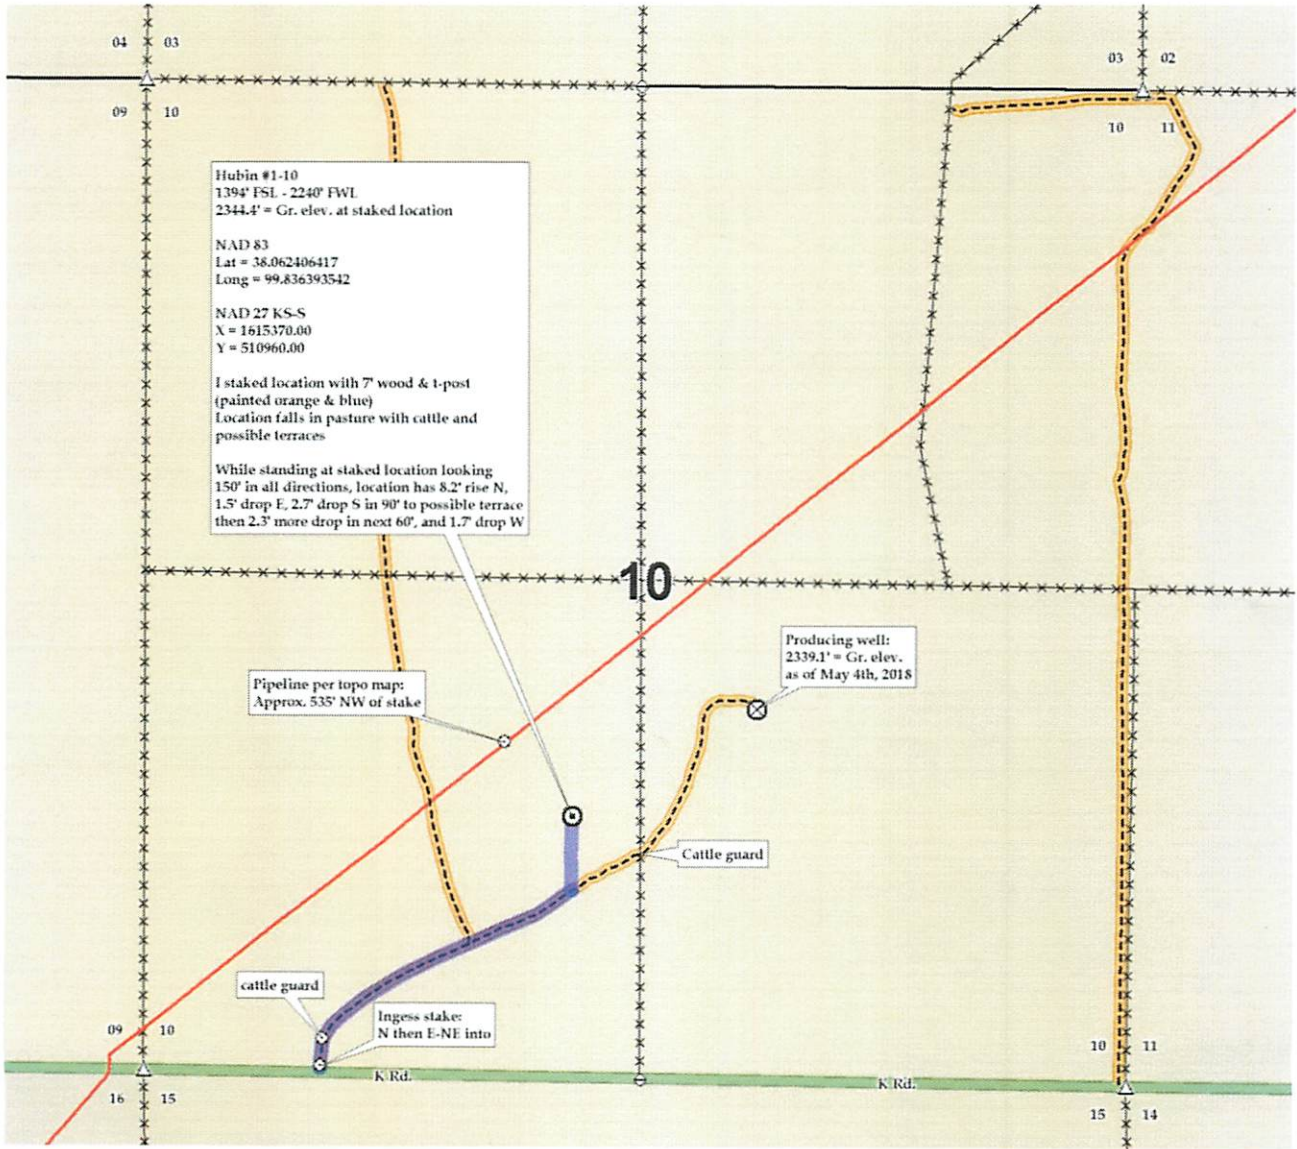 04 03
03 02
09 10
10 11
Hubin #1-10
1394' FSL - 2240' FWL
2344.4' = Gr. elev. at staked location
NAD 83
Lat = 38.062406417
Long = 99.836393542
NAD 27 KS-S
X = 1615370.00
Y = 510960.00
I staked location with 7' wood & t-post
(painted orange & blue)
Location falls in pasture with cattle and
possible terraces
While standing at staked location looking
150' in all directions, location has 8.2' rise N,
1.5' drop E, 2.7' drop S in 90' to possible terrace
then 2.3' more drop in next 60', and 1.7' drop W
10
Producing well:
2339.1' = Gr. elev.
as of May 4th, 2018
Pipeline per topo map:
Approx. 535' NW of stake
Cattle guard
cattle guard
Ingess stake:
N then E-NE into
09 10
10 11
K Rd.
K Rd.
16 15
15 14